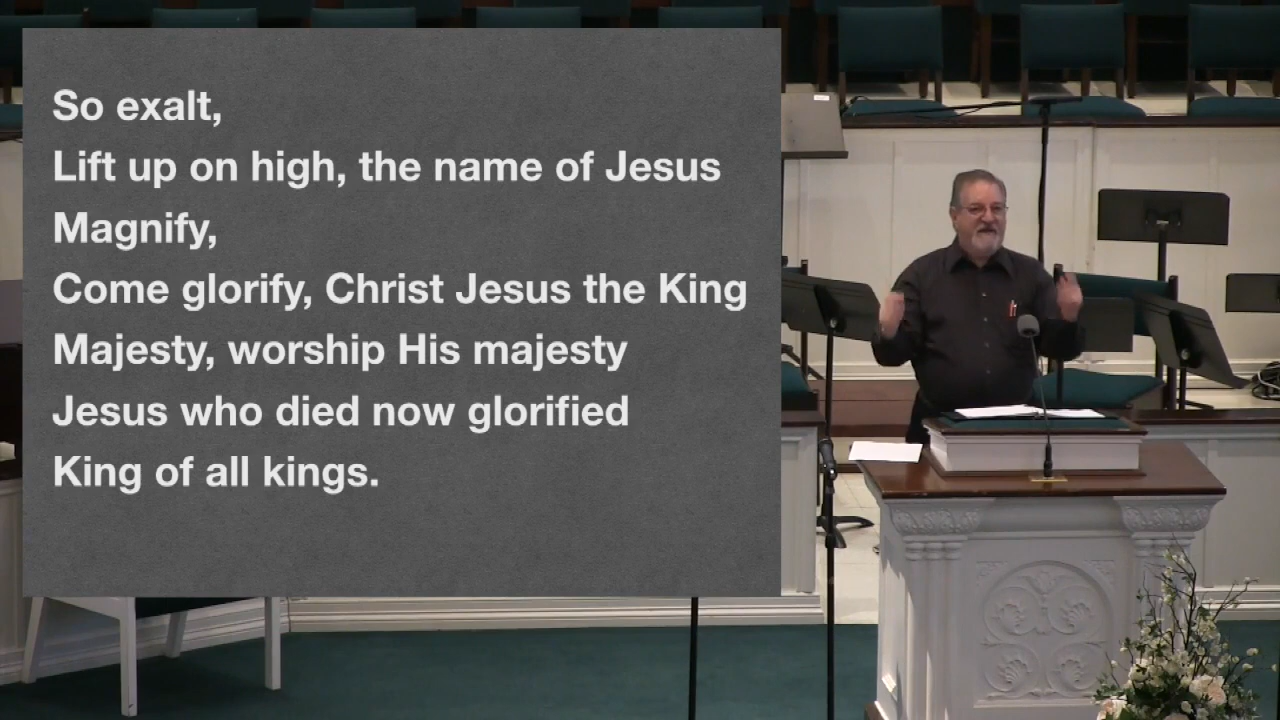 So exalt,
Lift up on high, the name of Jesus
Magnify,
Come glorify, Christ Jesus the King
Majesty, worship His majesty
Jesus who died now glorified
King of all kings.